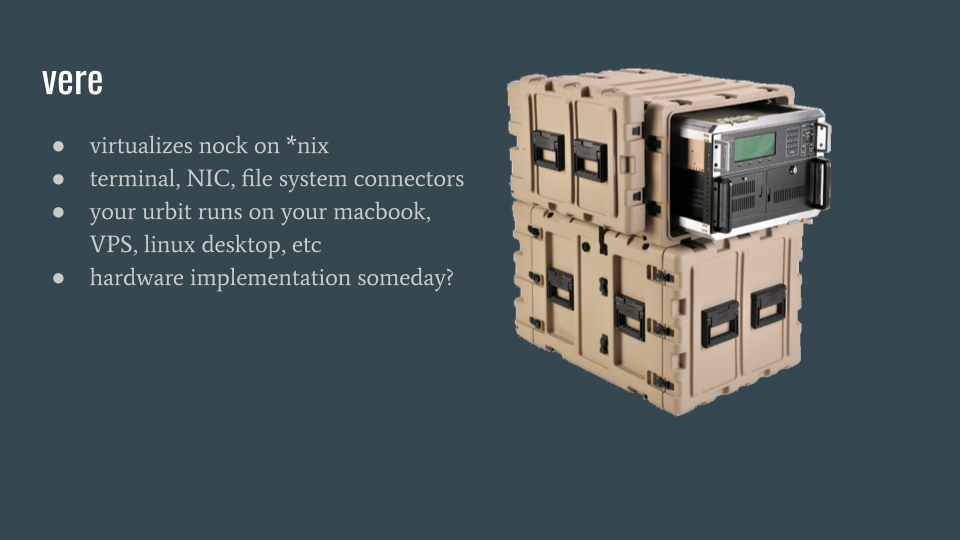 vere
● virtualizes nock on *nix
● terminal, NIC, file system connectors
● your urbit runs on your macbook,
VPS, linux desktop, etc
● hardware implementation someday?